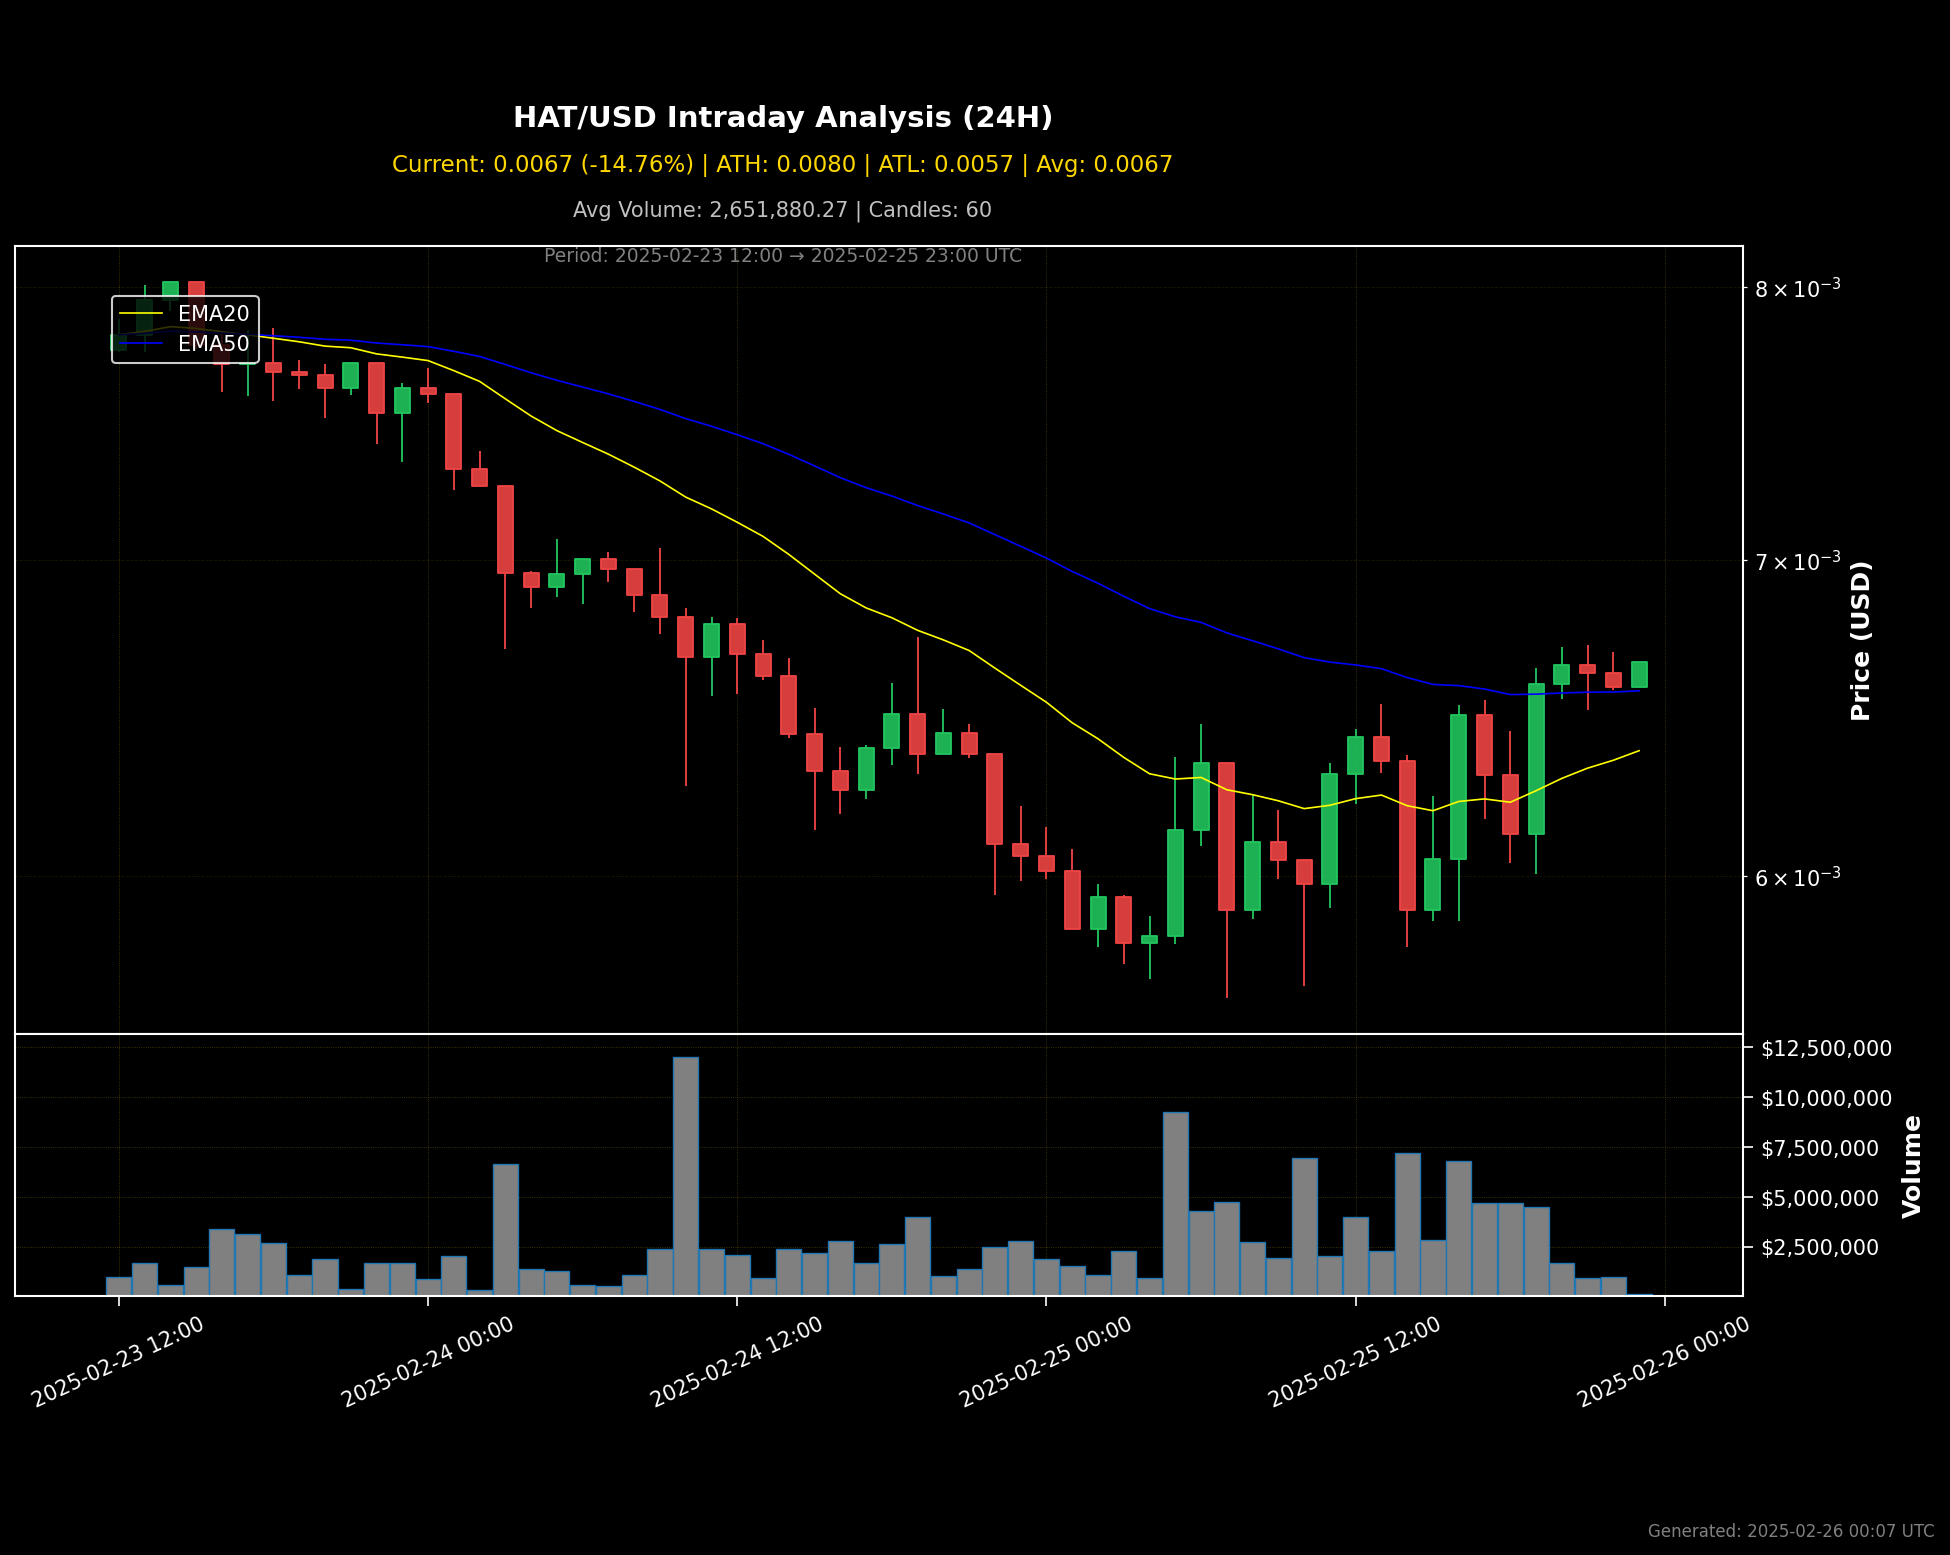 HAT/USD Intraday Analysis (24H)
Current: 0.0067 (-14.76%) | ATH: 0.0080 | ATL: 0.0057 | Avg: 0.0067
Avg Volume: 2,651,880.27 | Candles: 60
Period: 2025-02-23 12:00 → 2025-02-25 23:00 UTC
EMA20
EMA50
8 × 10⁻³
7 × 10⁻³
6 × 10⁻³
Price (USD)
$12,500,000
$10,000,000
$7,500,000
$5,000,000
$2,500,000
Volume
2025-02-23 12:00
2025-02-24 00:00
2025-02-24 12:00
2025-02-25 00:00
2025-02-25 12:00
2025-02-26 00:00
Generated: 2025-02-26 00:07 UTC